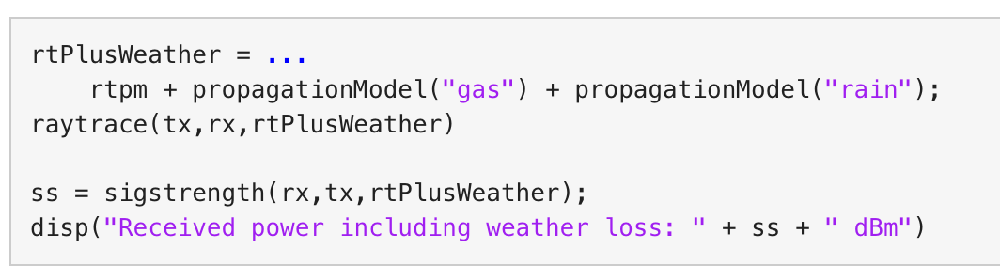 rtPlusWeather = ...
    rtpm + propagationModel("gas") + propagationModel("rain");
raytrace(tx,rx,rtPlusWeather)

ss = sigstrength(rx,tx,rtPlusWeather);
disp("Received power including weather loss: " + ss + " dBm")